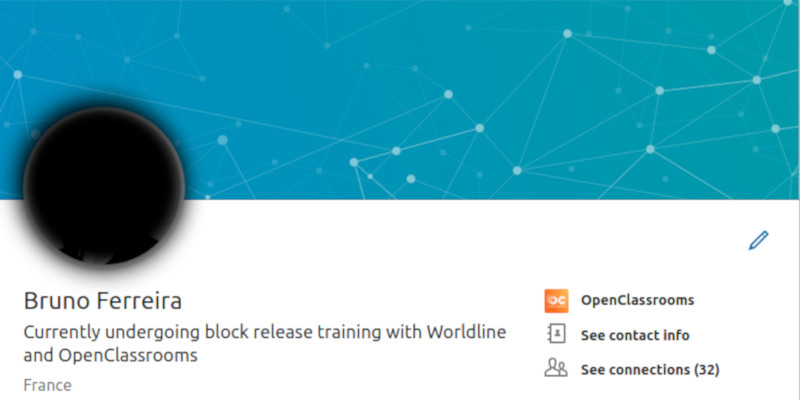 Bruno Ferreira
Currently undergoing block release training with Worldline
and OpenClassrooms
France
OC OpenClassrooms
See contact info
See connections (32)